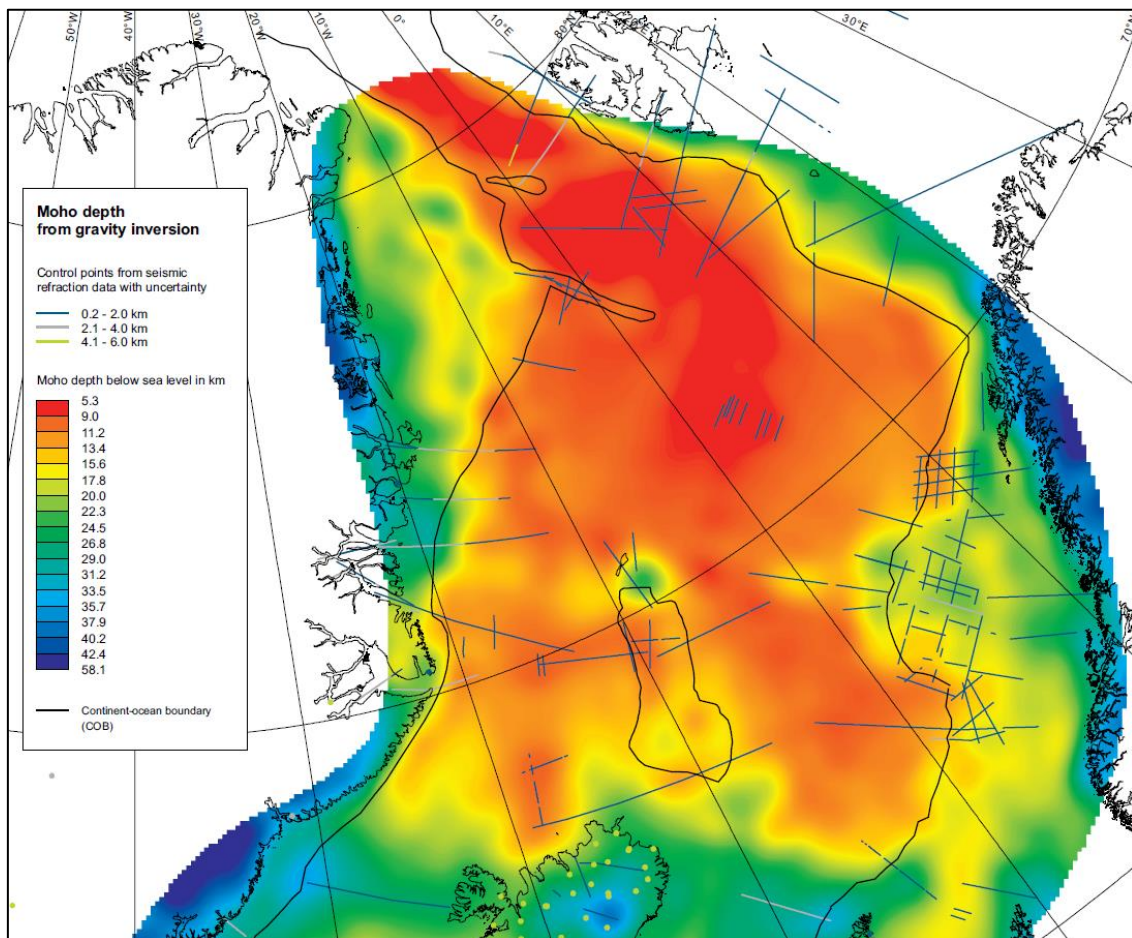 50°W
40°W
30°W
20°W
10°W
0°
10°E
80°N
30°E
70°N
Moho depth
from gravity inversion
Control points from seismic
refraction data with uncertainty
0.2 - 2.0 km
2.1 - 4.0 km
4.1 - 6.0 km
Moho depth below sea level in km
5.3
9.0
11.2
13.4
15.6
17.8
20.0
22.3
24.5
26.8
29.0
31.2
33.5
35.7
37.9
40.2
42.4
58.1
Continent-ocean boundary
(COB)